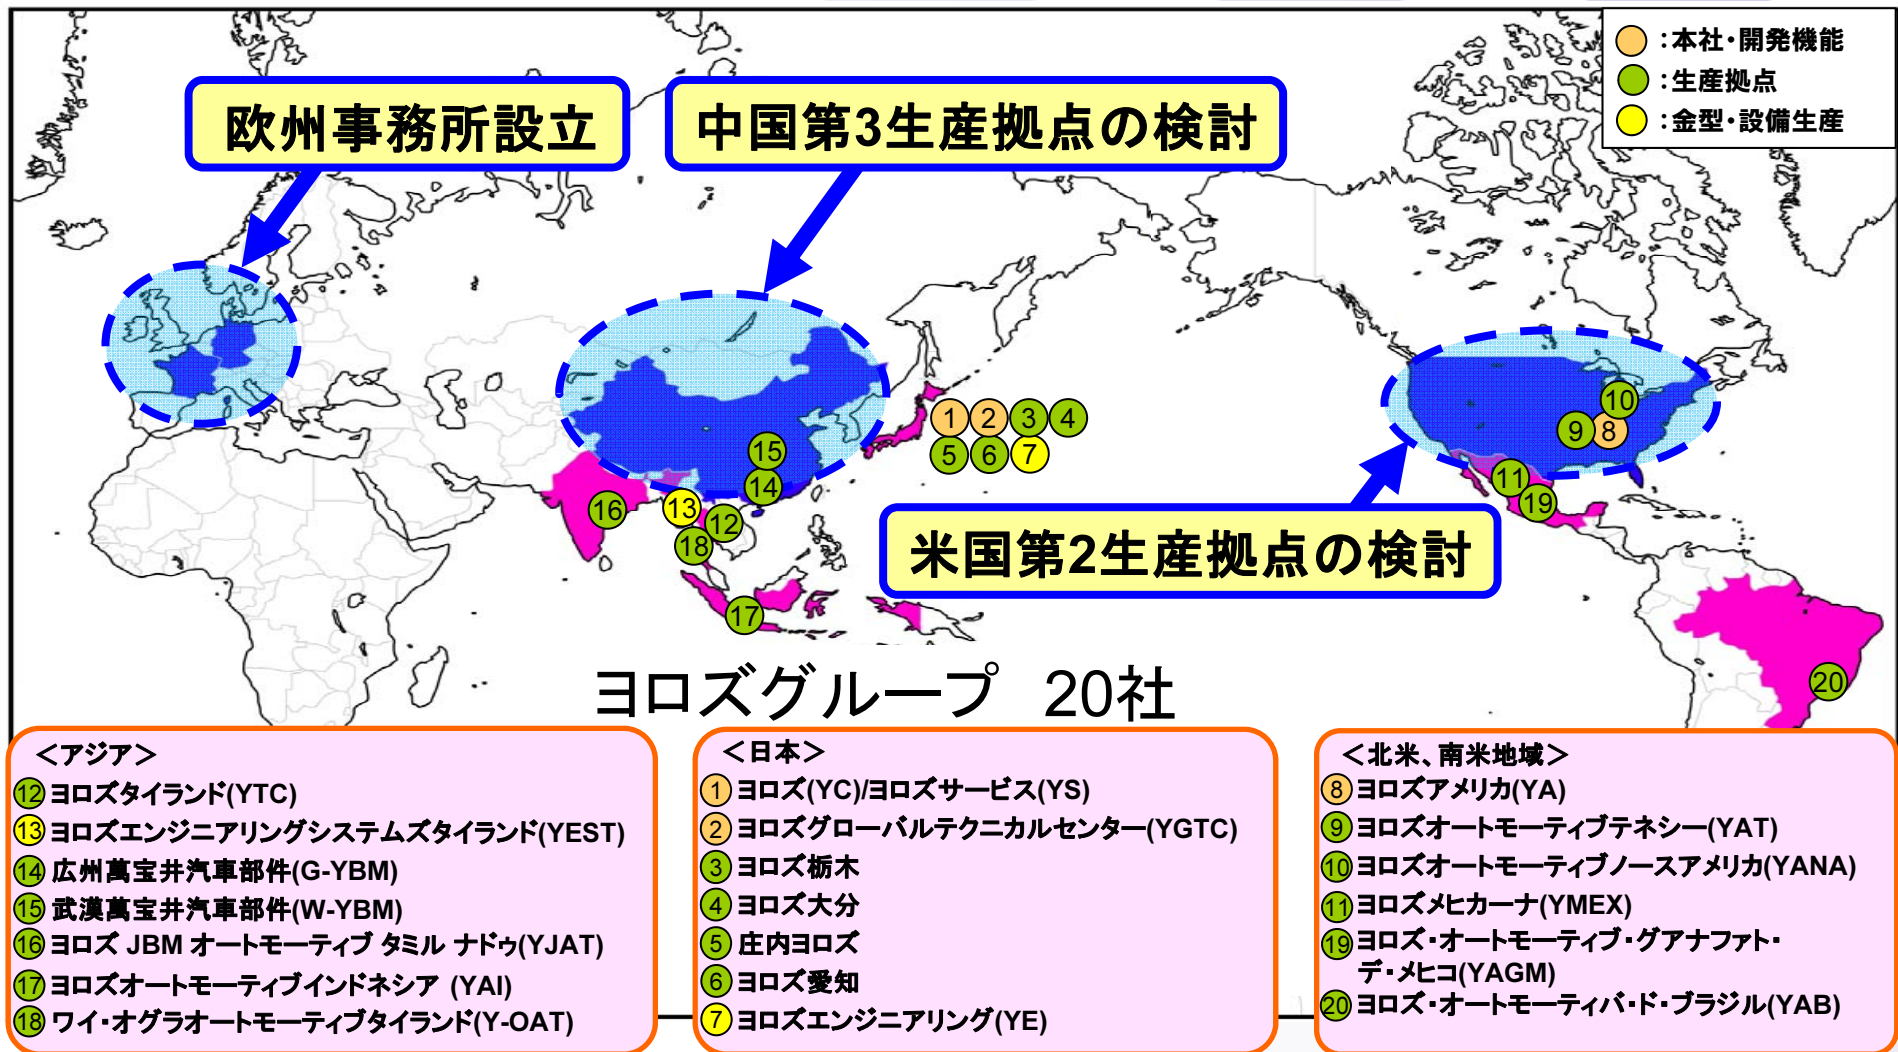 :本社・開発機能
:生産拠点
:金型・設備生産
欧州事務所設立
中国第3生産拠点の検討
米国第2生産拠点の検討
1 2 3 4
5 6 7
10
9 8
11
19
15
14
13
16
12
18
17
20
ヨログループ 20社
＜アジア＞
12 ヨロズタイランド(YTC)
13 ヨロズエンジニアリングシステムズタイランド(YEST)
14 広州萬宝井汽車部件(G-YBM)
15 武漢萬宝井汽車部件(W-YBM)
16 ヨロズ JBM オートモーティブ タミル ナドゥ(YJAT)
17 ヨロズオートモーティブインドネシア (YAI)
18 ワイ・オグラオートモーティブタイランド(Y-OAT)
＜日本＞
1 ヨロズ(YC)/ヨロズサービス(YS)
2 ヨロズグローバルテクニカルセンター(YGTC)
3 ヨロズ栃木
4 ヨロズ大分
5 庄内ヨロズ
6 ヨロズ愛知
7 ヨロズエンジニアリング(YE)
＜北米、南米地域＞
8 ヨロズアメリカ(YA)
9 ヨロズオートモーティブテネシー(YAT)
10 ヨロズオートモーティブノースアメリカ(YANA)
11 ヨロズメヒカーナ(YMEX)
19 ヨロズ・オートモーティブ・グアナファト・
デ・メヒコ(YAGM)
20 ヨロズ・オートモーティバ・ド・ブラジル(YAB)